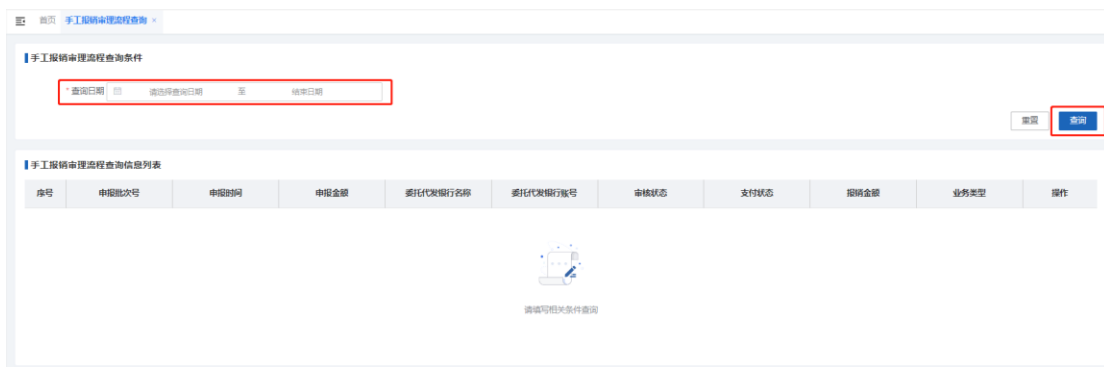 首页 手工报销审理流程查询 ×
手工报销审理流程查询条件
* 查询日期 请选择查询日期 至 结束日期
重置 查询
手工报销审理流程查询信息列表
序号 申报批次号 申报时间 申报金额 委托代发银行名称 委托代发银行账号 审核状态 支付状态 报销金额 业务类型 操作
请填写相关条件查询